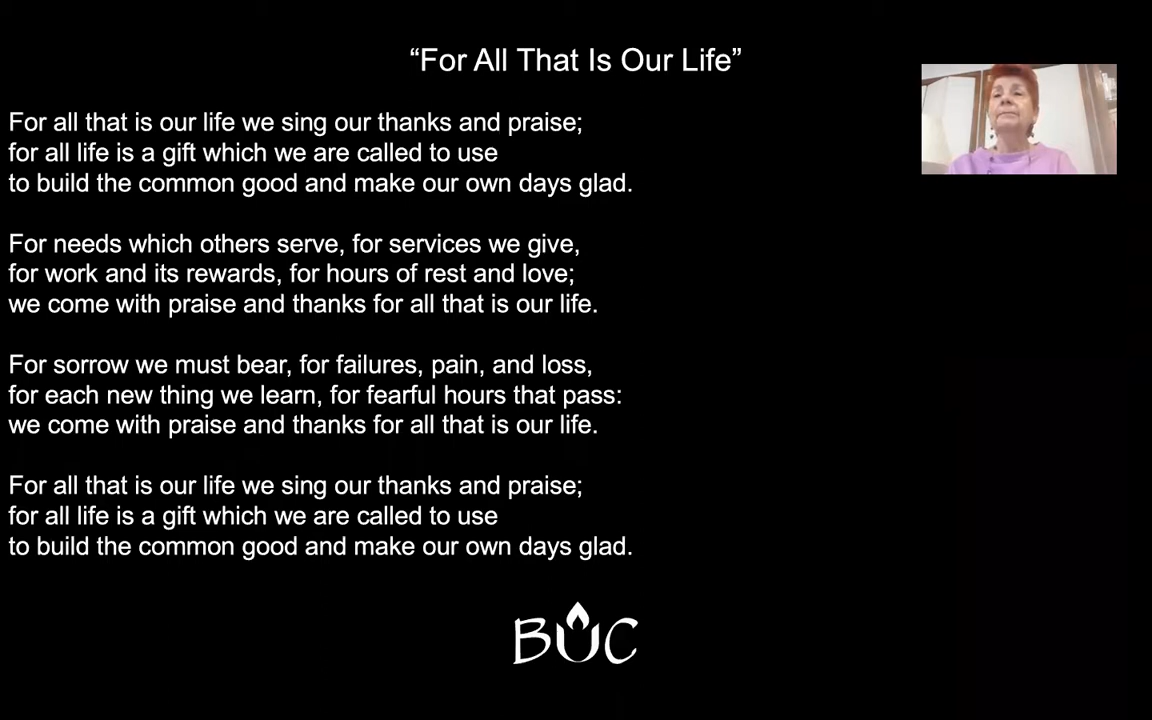 “For All That Is Our Life”
For all that is our life we sing our thanks and praise;
for all life is a gift which we are called to use
to build the common good and make our own days glad.
For needs which others serve, for services we give,
for work and its rewards, for hours of rest and love;
we come with praise and thanks for all that is our life.
For sorrow we must bear, for failures, pain, and loss,
for each new thing we learn, for fearful hours that pass:
we come with praise and thanks for all that is our life.
For all that is our life we sing our thanks and praise;
for all life is a gift which we are called to use
to build the common good and make our own days glad.
BUC